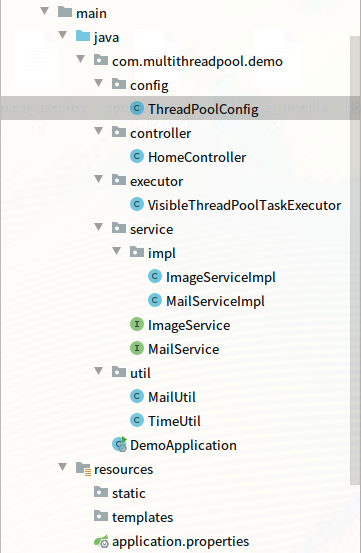 main
java
com.multithreadpool.demo
config
ThreadPoolConfig
controller
HomeController
executor
VisibleThreadPoolTaskExecutor
service
impl
ImageServiceImpl
MailServiceImpl
ImageService
MailService
util
MailUtil
TimeUtil
DemoApplication
resources
static
templates
application.properties